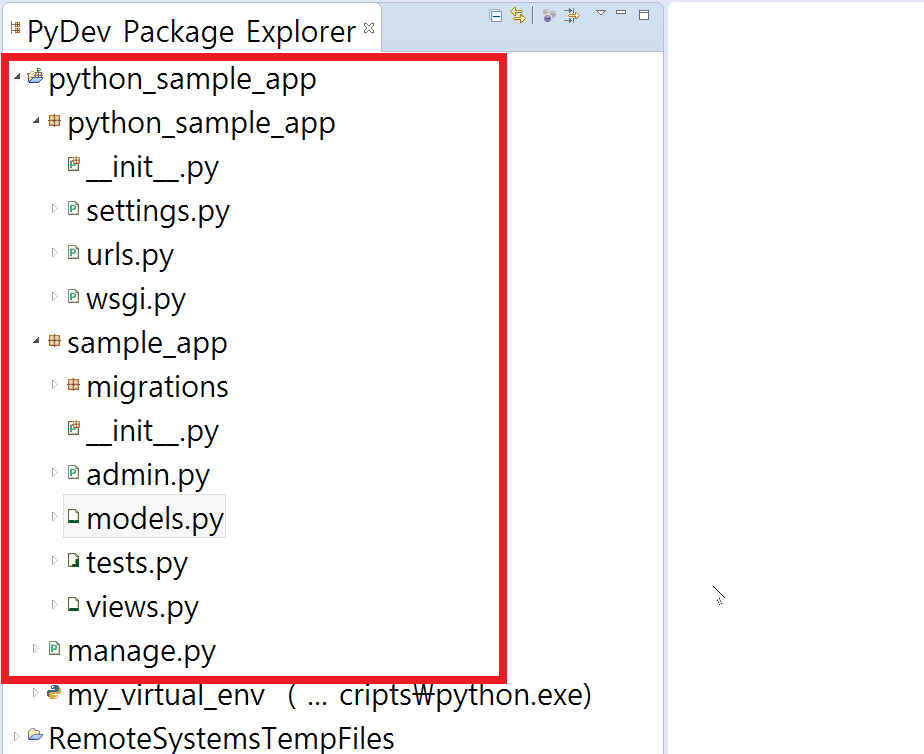 PyDev Package Explorer
python_sample_app
python_sample_app
__init__.py
settings.py
urls.py
wsgi.py
sample_app
migrations
__init__.py
admin.py
models.py
tests.py
views.py
manage.py
my_virtual_env ( ... cripts₩python.exe)
RemoteSystemsTempFiles